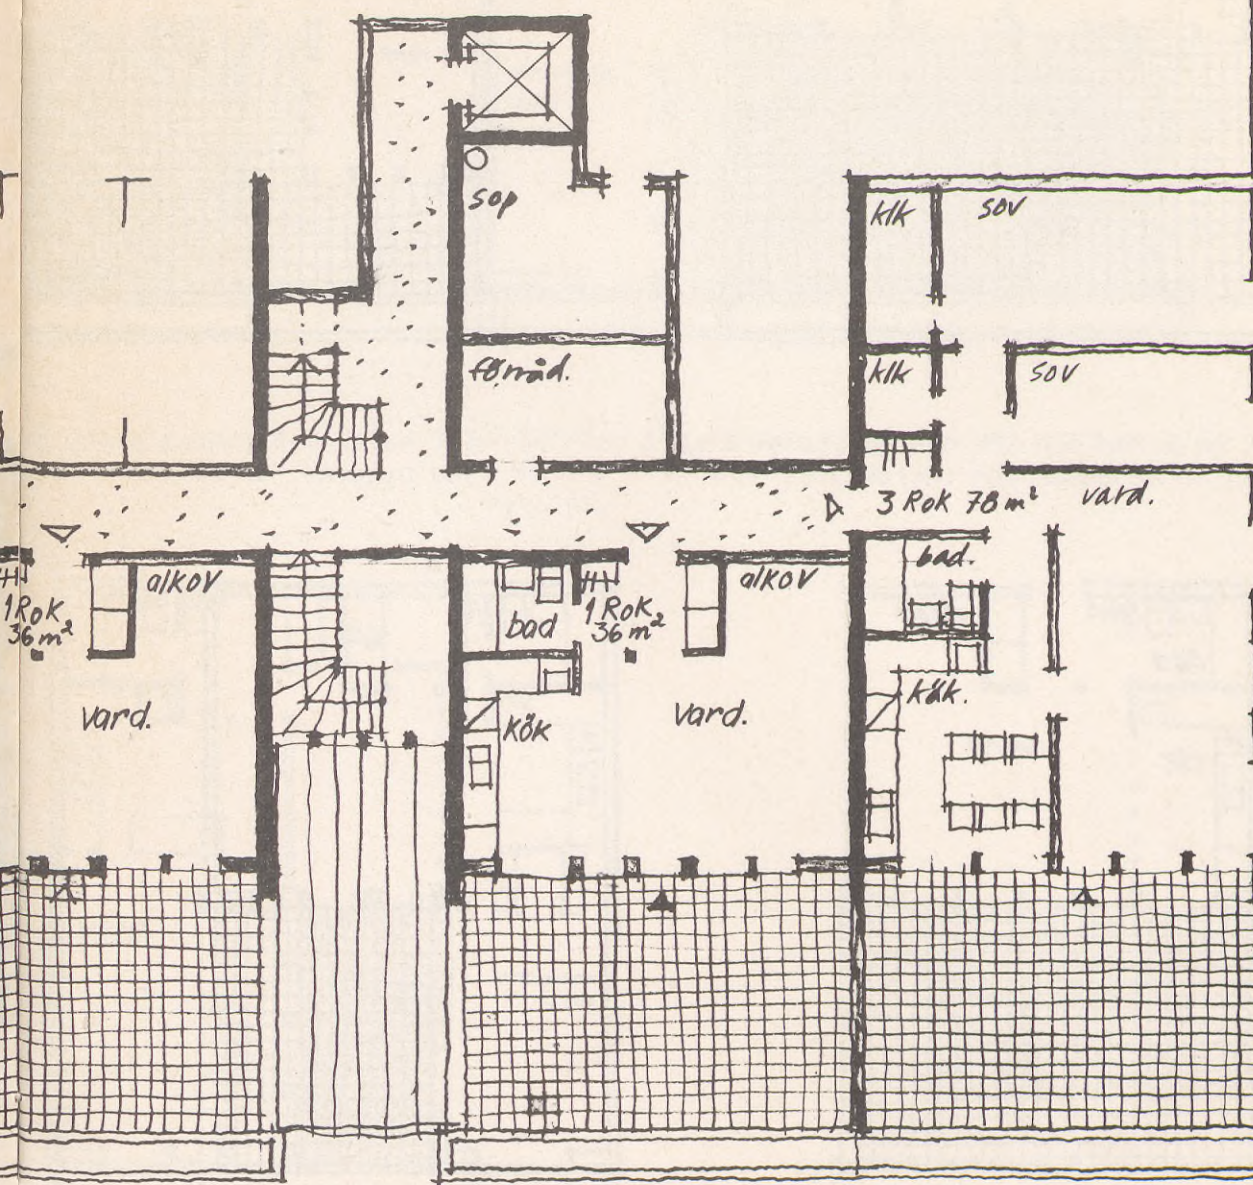 sop
klk
sov
förråd.
klk
sov
3 Rok 78 m²
vard.
alkov
1 Rok
36 m²
vard.
bad
1 Rok
36 m²
alkov
kök
vard.
bad.
kök.